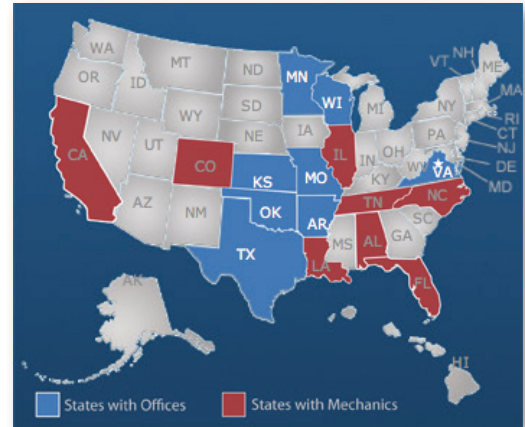 WA
MT
ND
MN
OR
ID
WY
SD
WI
MI
VT
NH
ME
NY
MA
RI
CT
NJ
DE
MD
NV
UT
NE
IA
PA
OH
IN
IL
WV
VA
CA
CO
KS
MO
KY
AZ
NM
OK
AR
TN
NC
SC
TX
LA
MS
AL
GA
FL
AK
HI
States with Offices
States with Mechanics